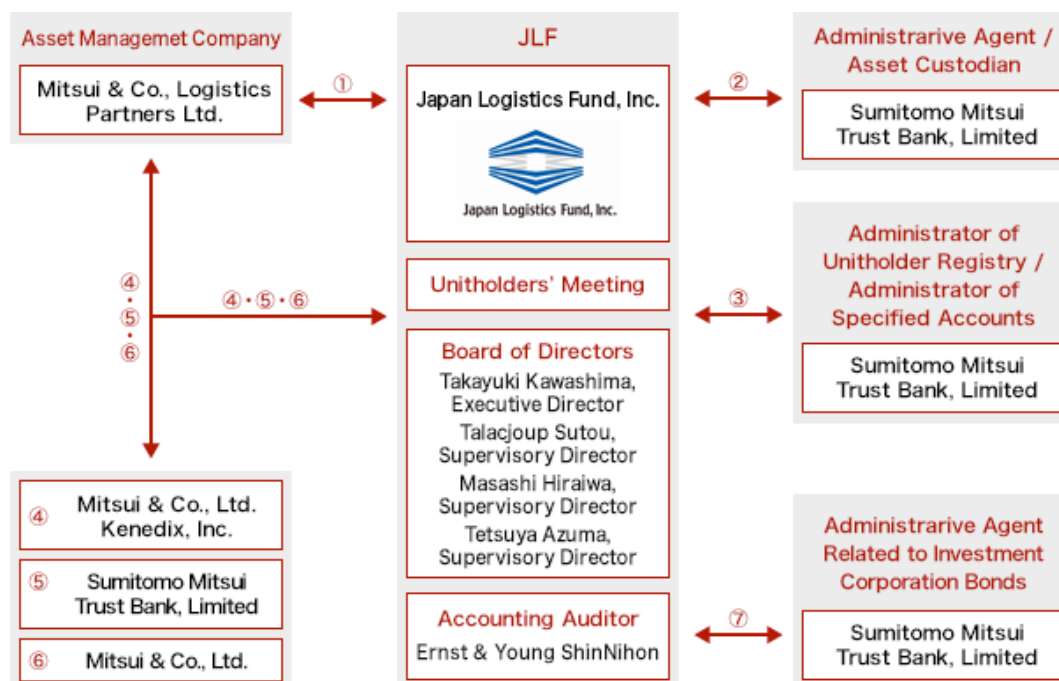 Asset Managemet Company
Mitsui & Co., Logistics
Partners Ltd.
①
JLF
Japan Logistics Fund, Inc.
Japan Logistics Fund, Inc.
②
Administrarive Agent /
Asset Custodian
Sumitomo Mitsui
Trust Bank, Limited
④・⑤・⑥
④・⑤・⑥
Unitholders' Meeting
③
Administrator of
Unitholder Registry /
Administrator of
Specified Accounts
Sumitomo Mitsui
Trust Bank, Limited
Board of Directors
Takayuki Kawashima,
Executive Director
Talacjoup Sutou,
Supervisory Director
Masashi Hiraiwa,
Supervisory Director
Tetsuya Azuma,
Supervisory Director
④ Mitsui & Co., Ltd.
Kenedix, Inc.
⑤ Sumitomo Mitsui
Trust Bank, Limited
⑥ Mitsui & Co., Ltd.
Accounting Auditor
Ernst & Young ShinNihon
⑦
Administrarive Agent
Related to Investment
Corporation Bonds
Sumitomo Mitsui
Trust Bank, Limited